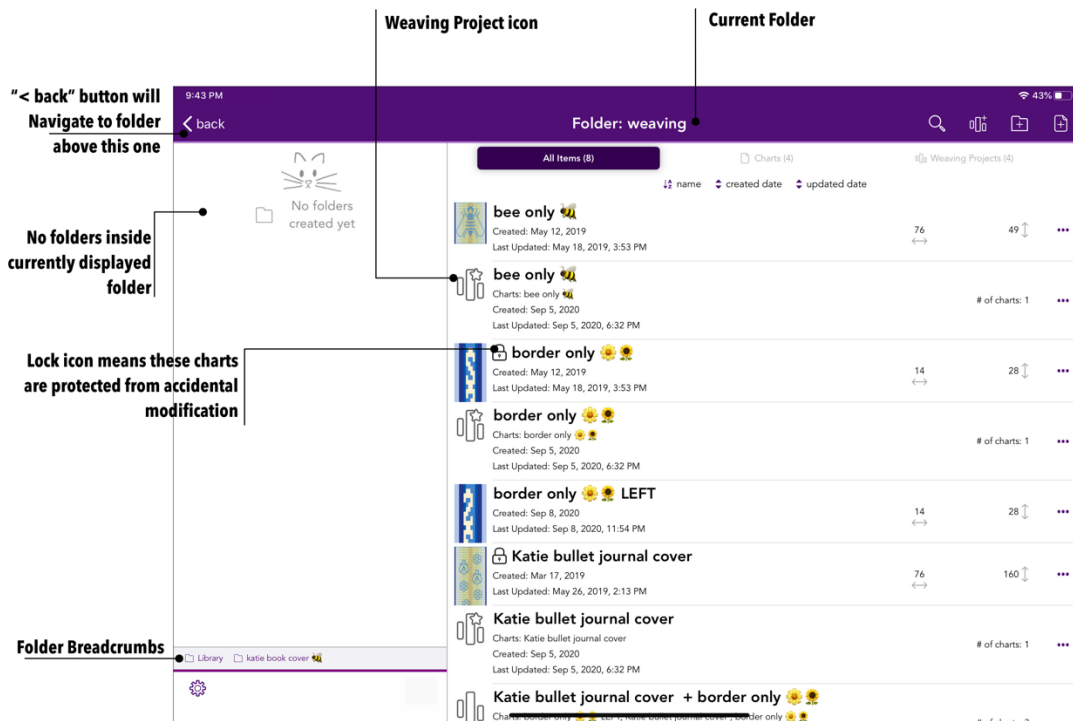 Weaving Project icon
Current Folder
"< back" button will
Navigate to folder
above this one
9:43 PM
43%
back
Folder: weaving
No folders
created yet
No folders inside
currently displayed
folder
All Items (8)
Charts (4)
Weaving Projects (4)
name
created date
updated date
bee only 🐝
Created: May 12, 2019
Last Updated: May 18, 2019, 3:53 PM
76
49
bee only 🐝
Charts: bee only 🐝
Created: Sep 5, 2020
Last Updated: Sep 5, 2020, 6:32 PM
# of charts: 1
Lock icon means these charts
are protected from accidental
modification
border only 🌼🌻
Created: May 12, 2019
Last Updated: May 18, 2019, 3:53 PM
14
28
border only 🌼🌻
Charts: border only 🌼🌻
Created: Sep 5, 2020
Last Updated: Sep 5, 2020, 6:32 PM
# of charts: 1
border only 🌼🌻 LEFT
Created: Sep 8, 2020
Last Updated: Sep 8, 2020, 11:54 PM
14
28
Katie bullet journal cover
Created: Mar 17, 2019
Last Updated: May 26, 2019, 2:13 PM
76
160
Katie bullet journal cover
Charts: Katie bullet journal cover
Created: Sep 5, 2020
Last Updated: Sep 5, 2020, 6:32 PM
# of charts: 1
Folder Breadcrumbs
Library
katie book cover 🐝
Katie bullet journal cover + border only 🌼🌻